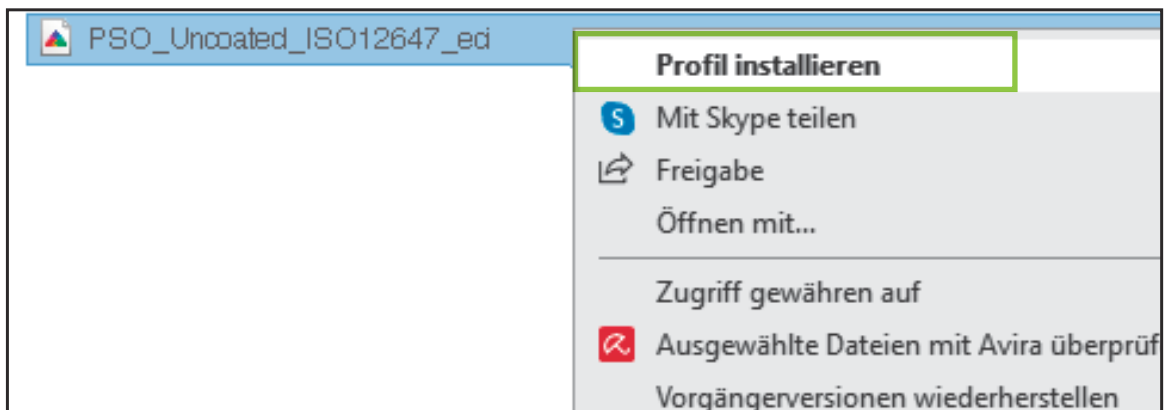 PSO_Uncoated_ISO12647_eci
Profil installieren
Mit Skype teilen
Freigabe
Öffnen mit...
Zugriff gewähren auf
Ausgewählte Dateien mit Avira überprüf
Vorgängerversionen wiederherstellen